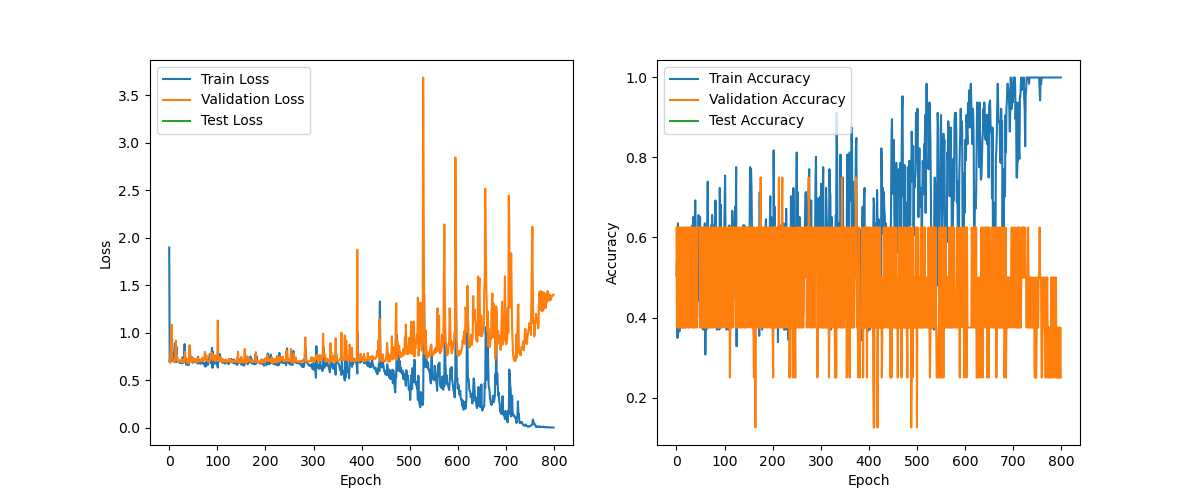 Train Loss
Validation Loss
Test Loss
3.5
3.0
2.5
2.0
1.5
1.0
0.5
0.0
Loss
0 100 200 300 400 500 600 700 800
Epoch
Train Accuracy
Validation Accuracy
Test Accuracy
1.0
0.8
0.6
0.4
0.2
Accuracy
0 100 200 300 400 500 600 700 800
Epoch